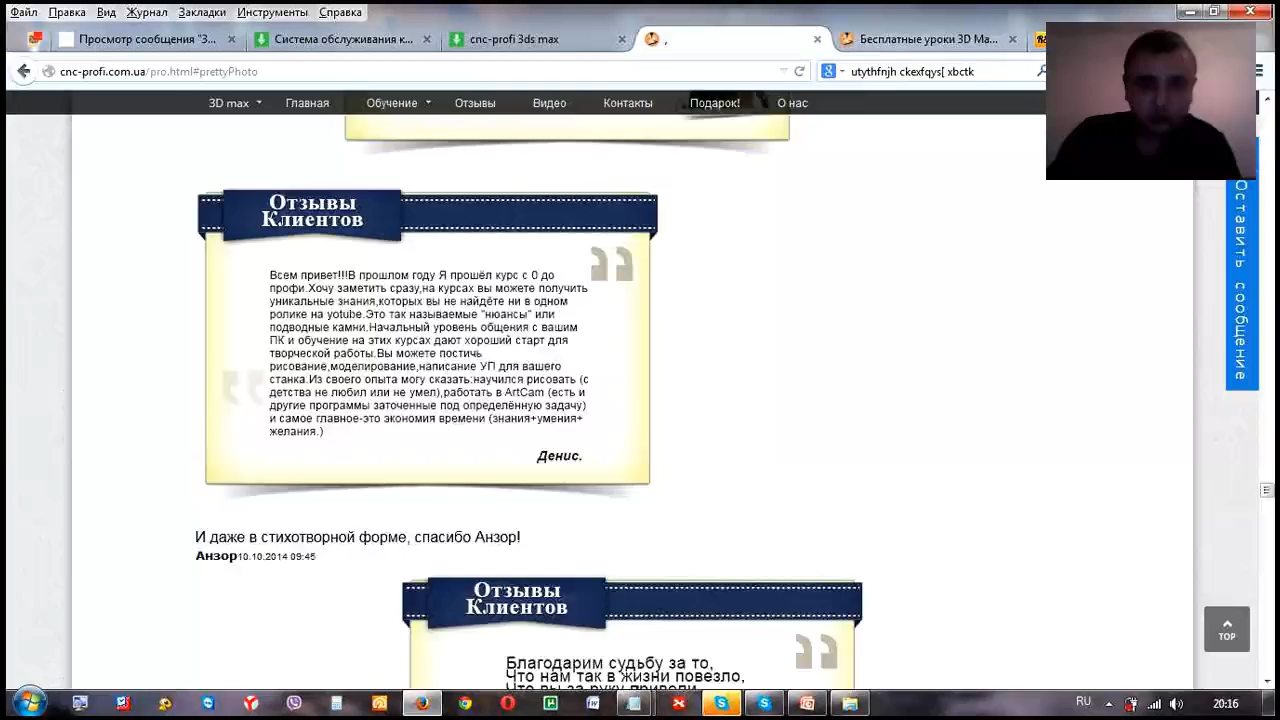 Файл Правка Вид Журнал Закладки Инструменты Справка
Просмотр сообщения "З...
Система обслуживания к...
cnc-profi 3ds max
,
Бесплатные уроки 3D Ma...
cnc-profi.com.ua/pro.html#prettyPhoto
utythfnjh ckexfqys[ xbctk
3D max Главная Обучение Отзывы Видео Контакты Подарок! О нас
Оставить сообщение
Отзывы
Клиентов
Всем привет!!!В прошлом году Я прошёл курс с 0 до
профи.Хочу заметить сразу,на курсах вы можете получить
уникальные знания,которых вы не найдёте ни в одном
ролике на yotube.Это так называемые "нюансы" или
подводные камни.Начальный уровень общения с вашим
ПК и обучение на этих курсах дают хороший старт для
творческой работы.Вы можете постичь
рисование,моделирование,написание УП для вашего
станка.Из своего опыта могу сказать:научился рисовать (с
детства не любил или не умел),работать в ArtCam (есть и
другие программы заточенные под определённую задачу)
и самое главное-это экономия времени (знания+умения+
желания.)
Денис.
И даже в стихотворной форме, спасибо Анзор!
Анзор10.10.2014 09:45
Отзывы
Клиентов
Благодарим судьбу за то,
Что нам так в жизни повезло,
Что вы за руку привели
TOP
RU
20:16